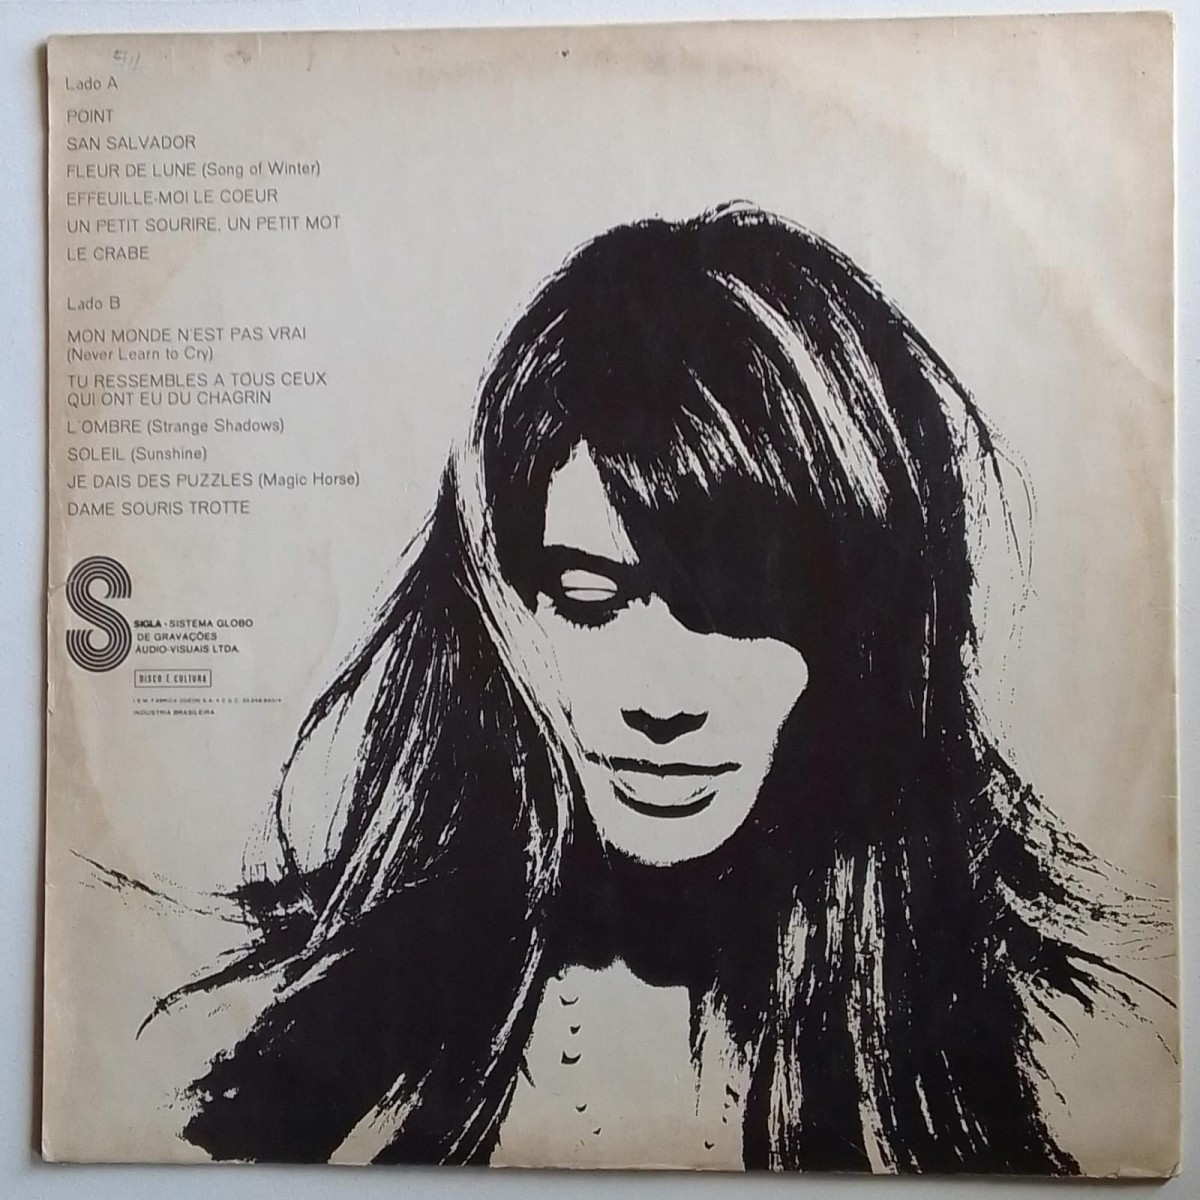 Lado A
POINT
SAN SALVADOR
FLEUR DE LUNE (Song of Winter)
EFFEUILLE-MOI LE COEUR
UN PETIT SOURIRE, UN PETIT MOT
LE CRABE
Lado B
MON MONDE N'EST PAS VRAI
(Never Learn to Cry)
TU RESSEMBLES A TOUS CEUX
QUI ONT EU DU CHAGRIN
L'OMBRE (Strange Shadows)
SOLEIL (Sunshine)
JE DAIS DES PUZZLES (Magic Horse)
DAME SOURIS TROTTE
SIGLA - SISTEMA GLOBO
DE GRAVAÇÕES
ÁUDIO-VISUAIS LTDA.
DISCO É CULTURA
INDÚSTRIA BRASILEIRA